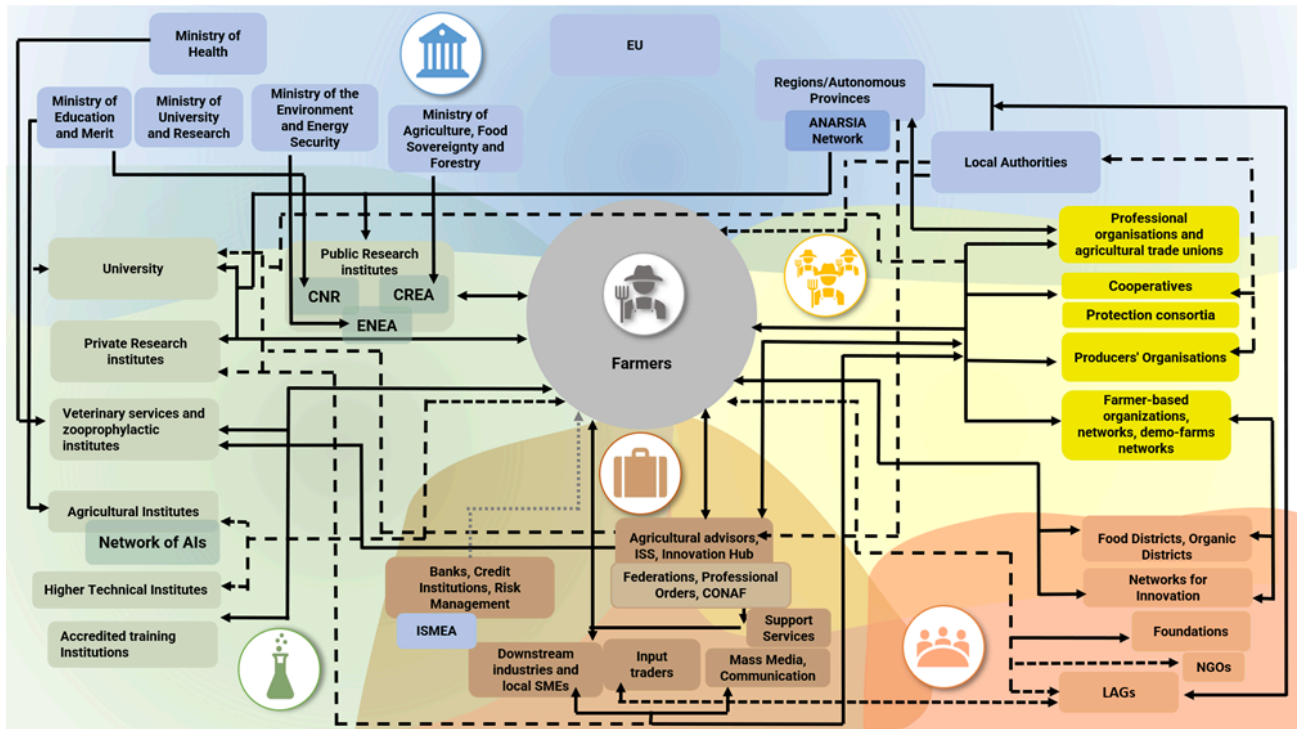 Ministry of
Health
EU
Ministry of
Education
and Merit
Ministry of
University
and Research
Ministry of the
Environment
and Energy
Security
Ministry of
Agriculture, Food
Sovereignty and
Forestry
Regions/Autonomous
Provinces
ANARSIA
Network
Local Authorities
University
Public Research
institutes
CNR
CREA
ENEA
Private Research
institutes
Veterinary services and
zooprophylactic
institutes
Agricultural Institutes
Network of AIs
Higher Technical Institutes
Accredited training
Institutions
Farmers
Professional
organisations and
agricultural trade unions
Cooperatives
Protection consortia
Producers' Organisations
Farmer-based
organizations,
networks, demo-farms
networks
Agricultural advisors,
ISS, Innovation Hub
Federations, Professional
Orders, CONAF
Banks, Credit
Institutions, Risk
Management
ISMEA
Support
Services
Downstream
industries and
local SMEs
Input
traders
Mass Media,
Communication
Food Districts, Organic
Districts
Networks for
Innovation
Foundations
NGOs
LAGs